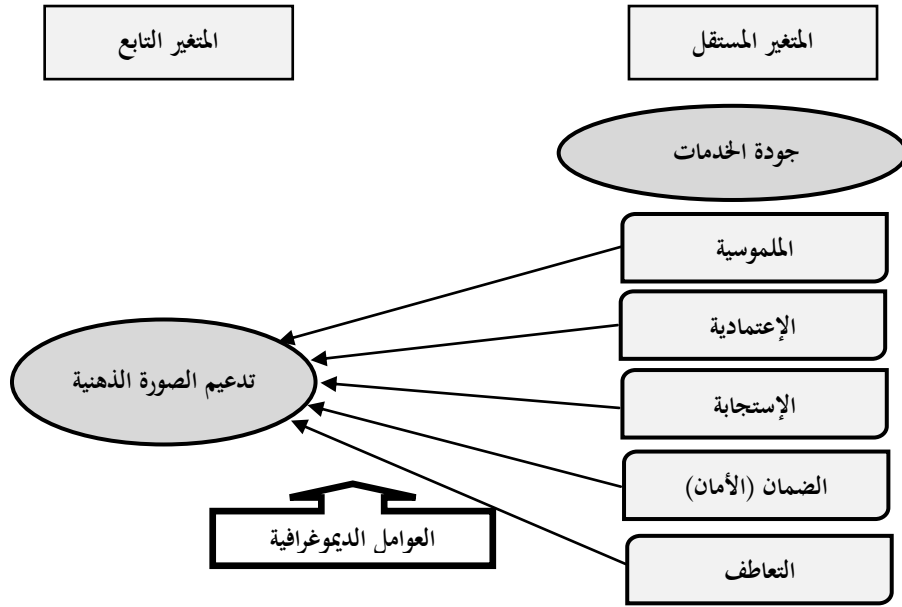 المتغير المستقل
المتغير التابع
جودة الخدمات
الملموسية
الإعتمادية
الإستجابة
الضمان (الأمان)
التعاطف
تدعيم الصورة الذهنية
العوامل الديموغرافية